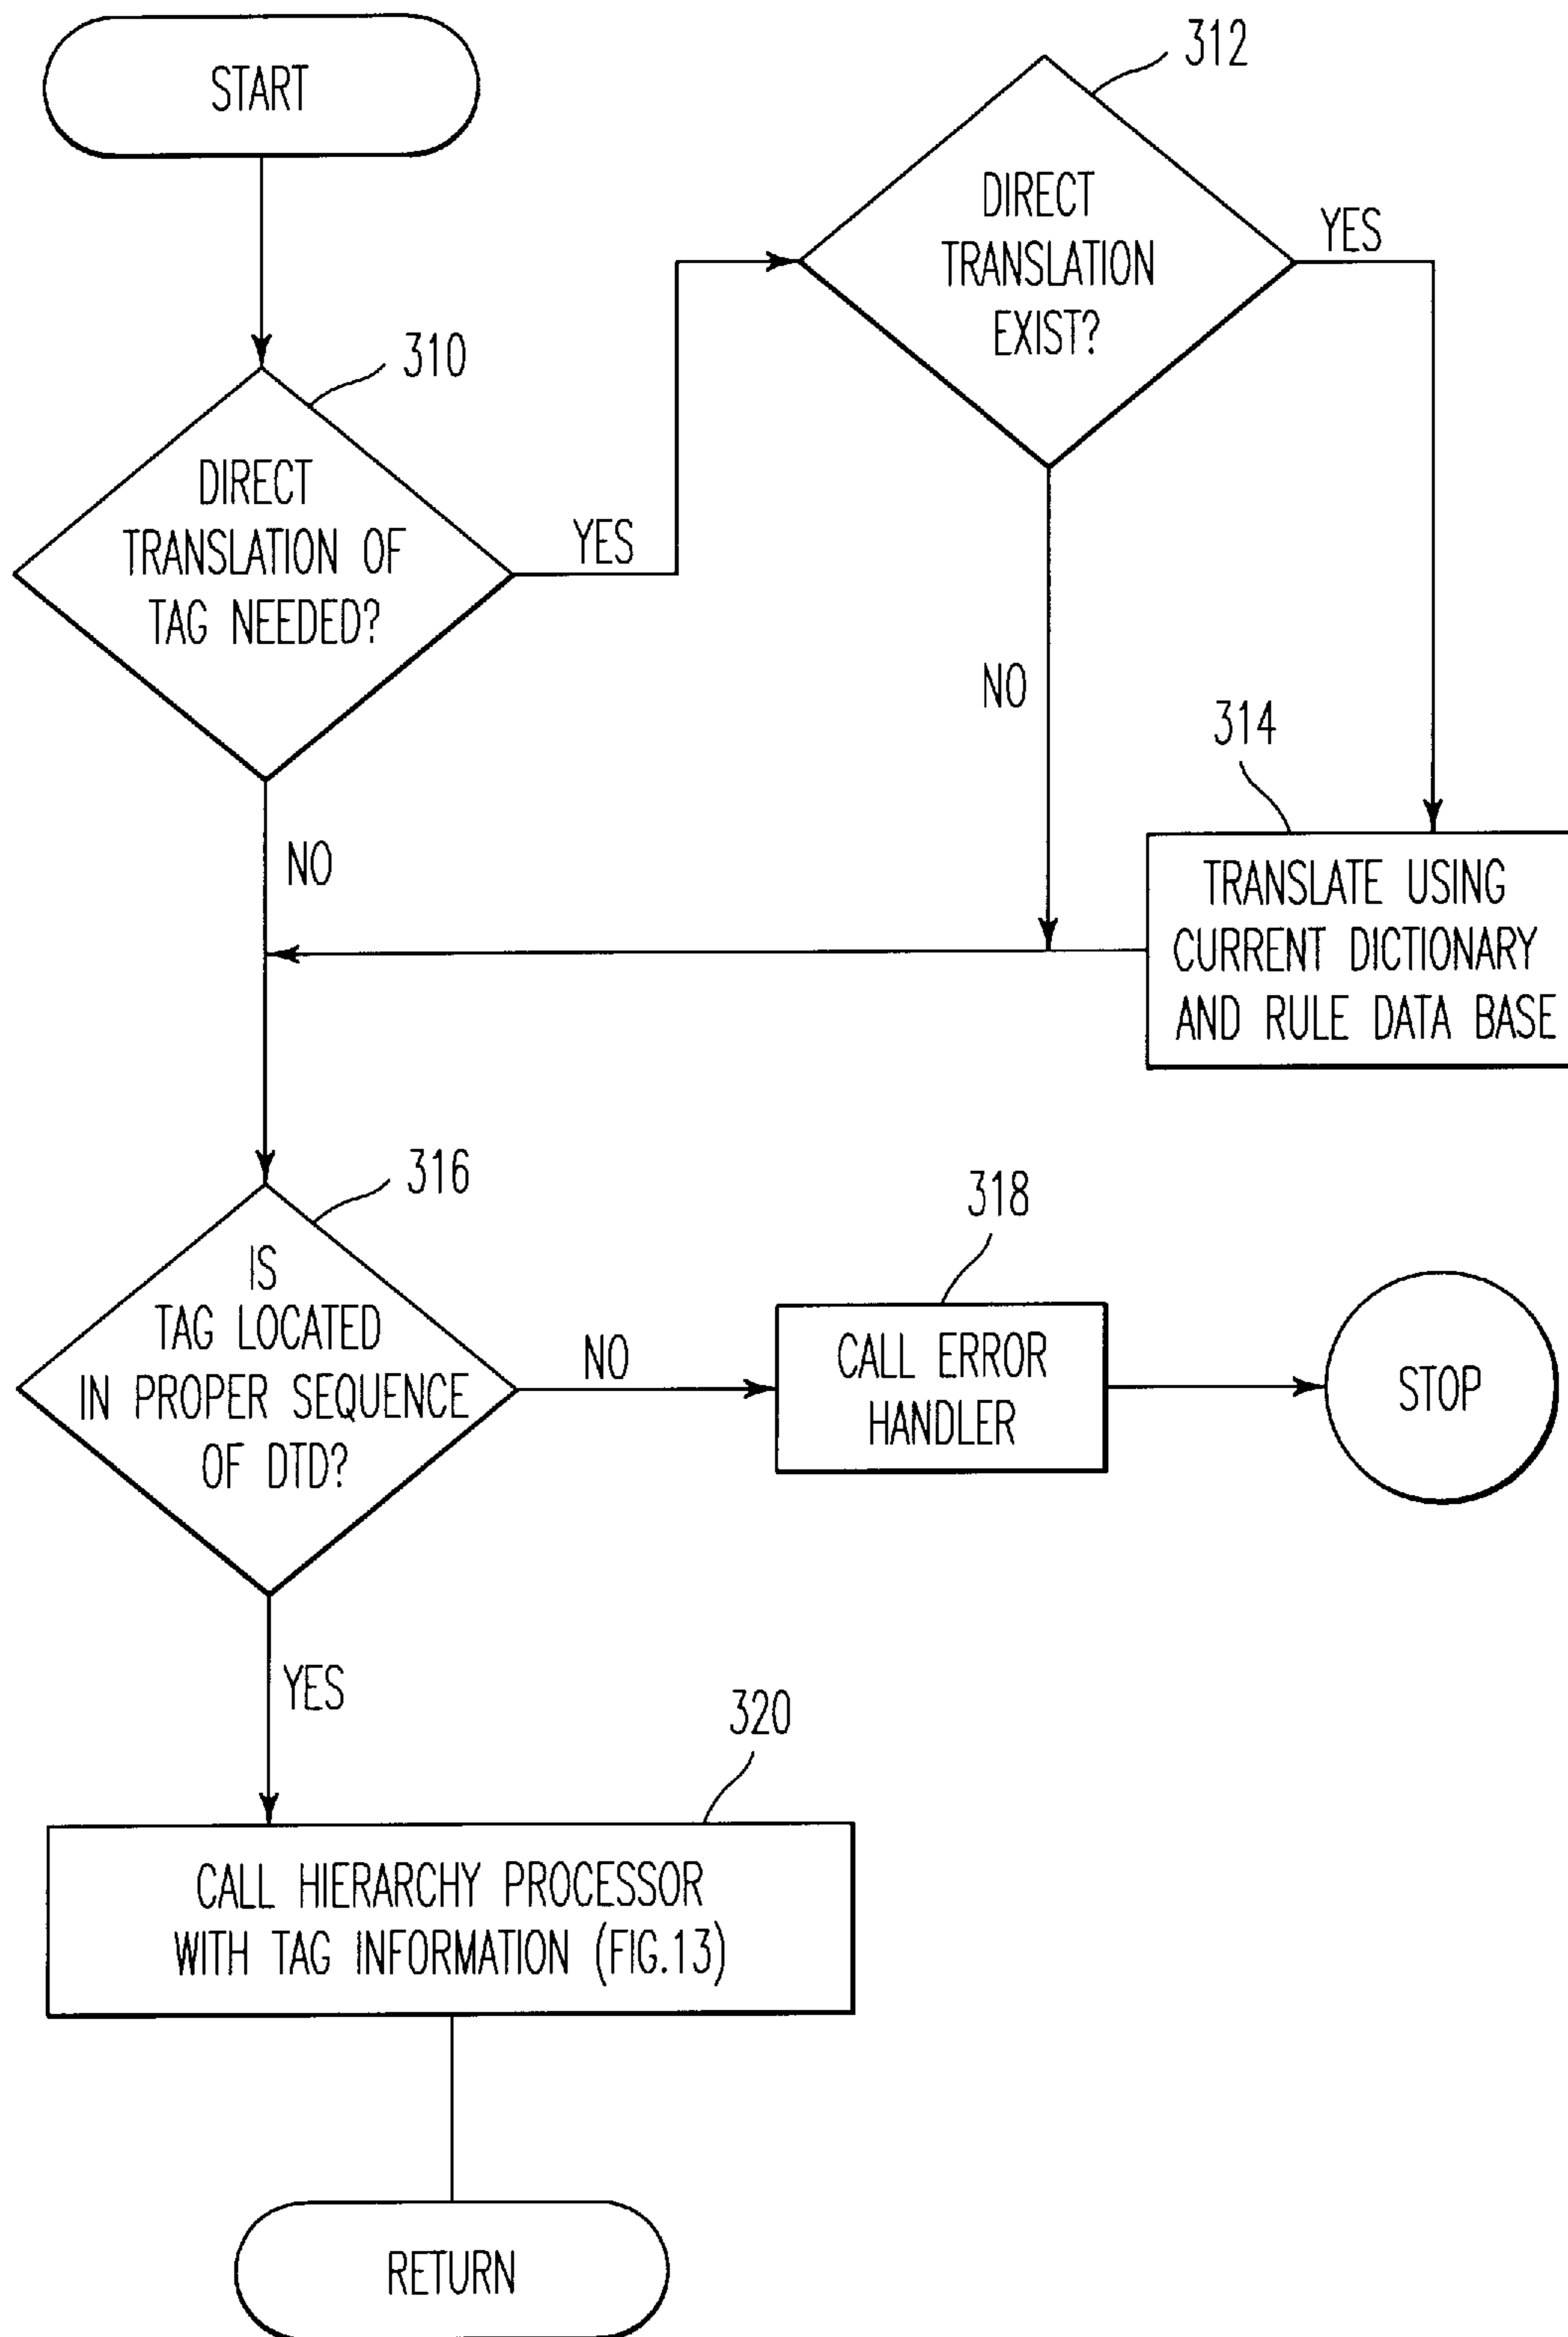 START
312
DIRECT
TRANSLATION
EXIST?
YES
310
DIRECT
TRANSLATION OF
TAG NEEDED?
YES
NO
NO
314
TRANSLATE USING
CURRENT DICTIONARY
AND RULE DATA BASE
316
IS
TAG LOCATED
IN PROPER SEQUENCE
OF DTD?
NO
318
CALL ERROR
HANDLER
STOP
YES
320
CALL HIERARCHY PROCESSOR
WITH TAG INFORMATION (FIG.13)
RETURN